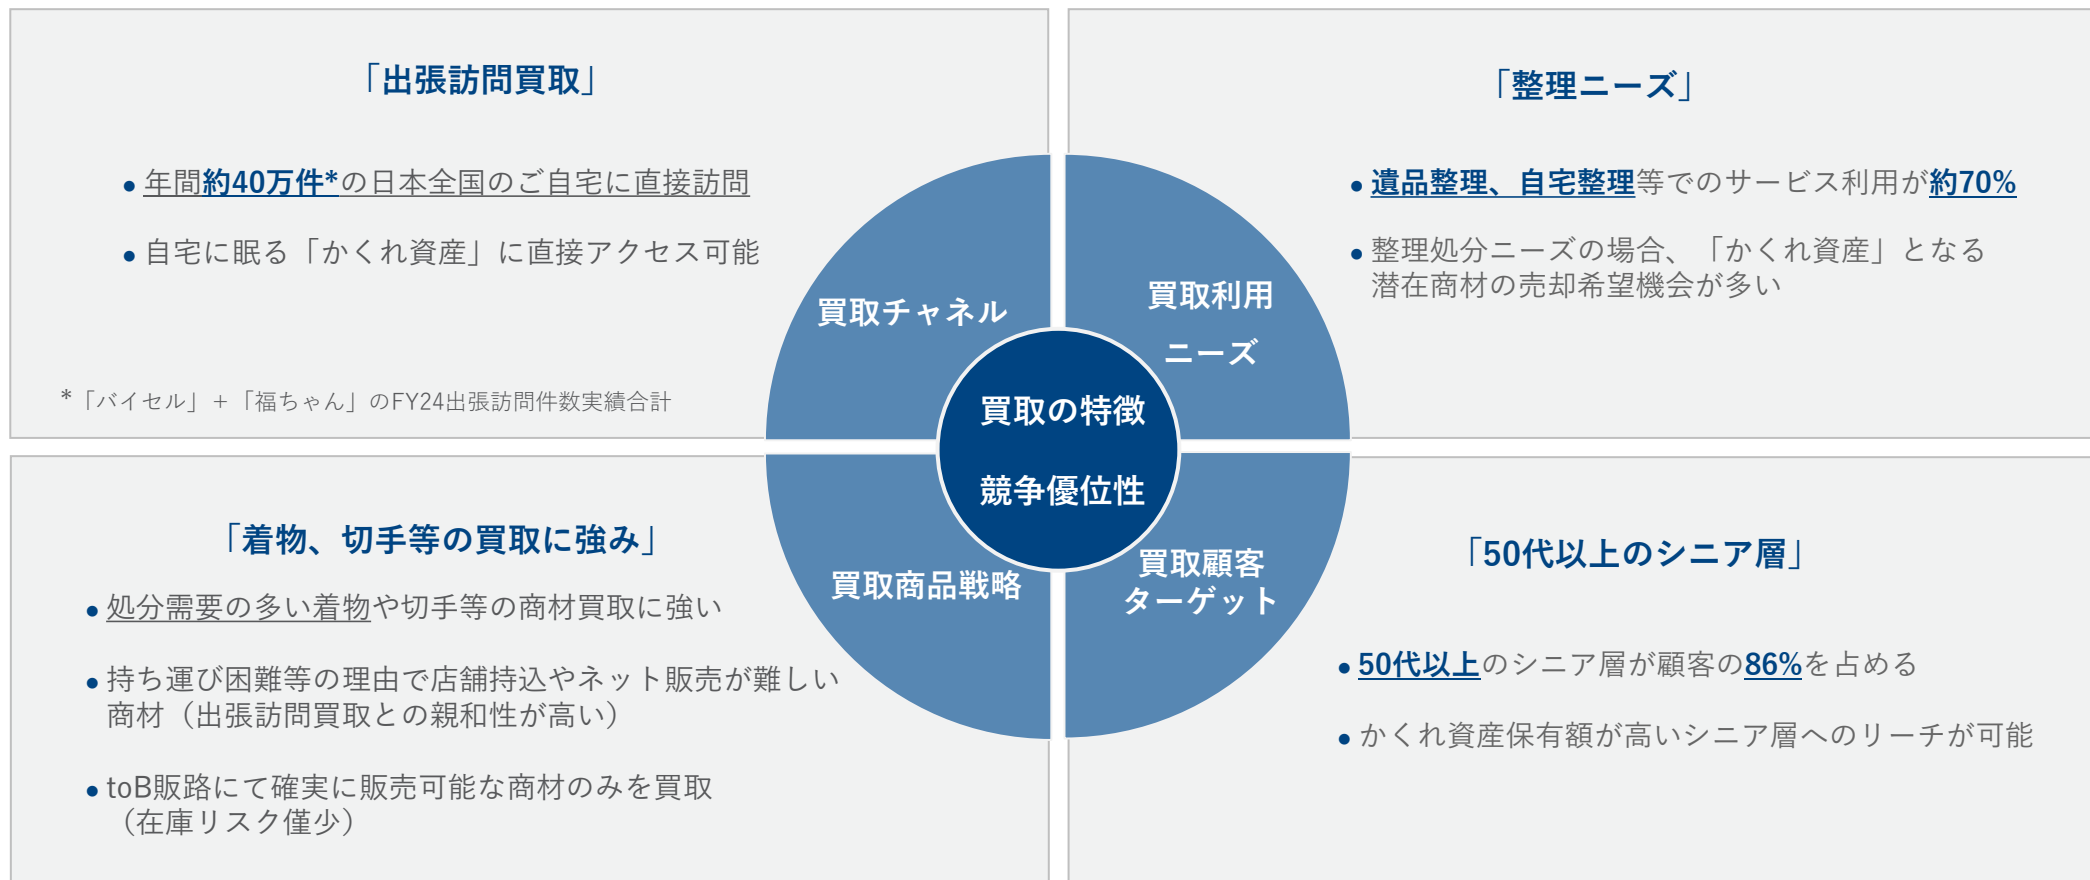 「出張訪問買取」
● 年間約40万件*の日本全国のご自宅に直接訪問
● 自宅に眠る「かくれ資産」に直接アクセス可能
*「バイセル」+「福ちゃん」のFY24出張訪問件数実績合計
「整理ニーズ」
● 遺品整理、自宅整理等でのサービス利用が約70%
● 整理処分ニーズの場合、「かくれ資産」となる
潜在商材の売却希望機会が多い
買取チャネル
買取利用
ニーズ
買取の特徴
競争優位性
買取商品戦略
買取顧客
ターゲット
「着物、切手等の買取に強み」
● 処分需要の多い着物や切手等の商材買取に強い
● 持ち運び困難等の理由で店舗持込やネット販売が難しい
商材（出張訪問買取との親和性が高い）
● toB販路にて確実に販売可能な商材のみを買取
（在庫リスク僅少）
「50代以上のシニア層」
● 50代以上のシニア層が顧客の86%を占める
● かくれ資産保有額が高いシニア層へのリーチが可能